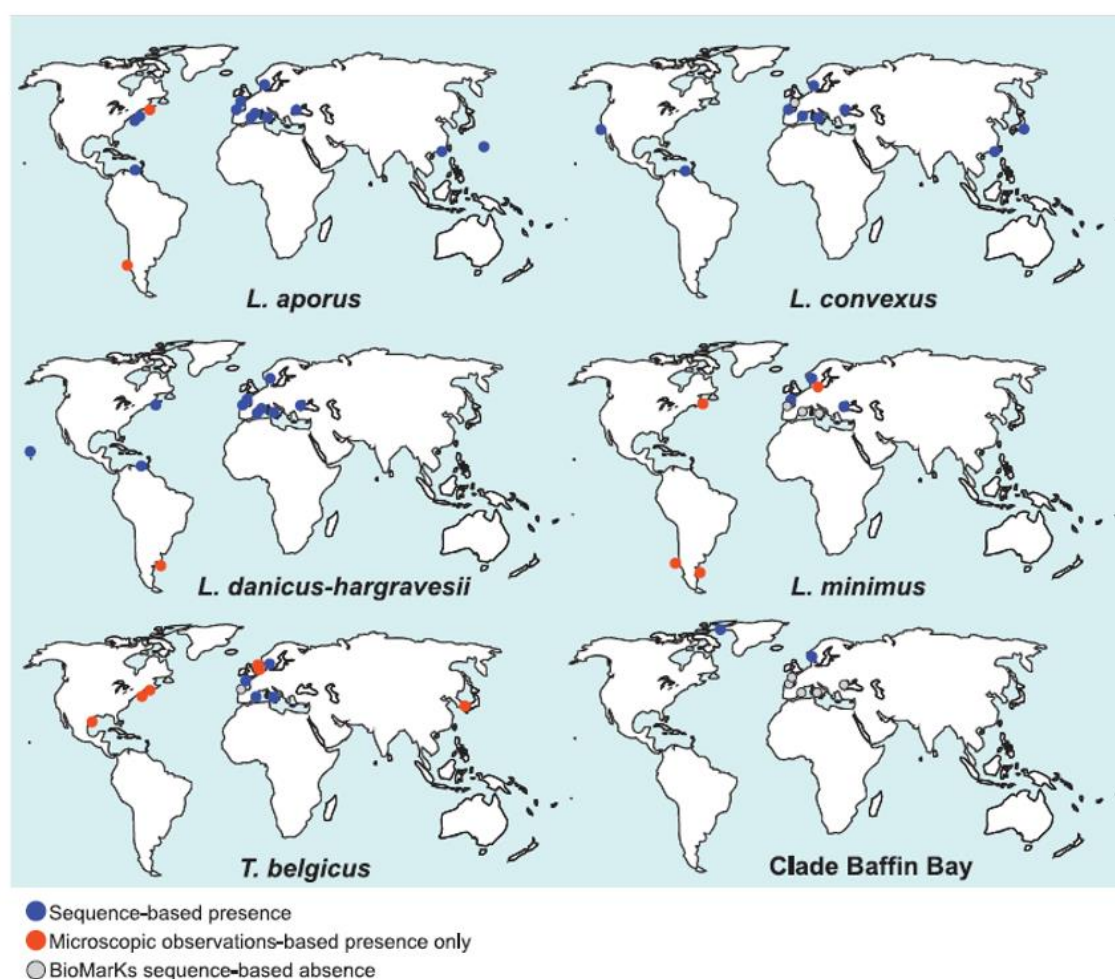 L. aporus
L. convexus
L. danicus-hargravesii
L. minimus
T. belgicus
Clade Baffin Bay
Sequence-based presence
Microscopic observations-based presence only
BioMarKs sequence-based absence